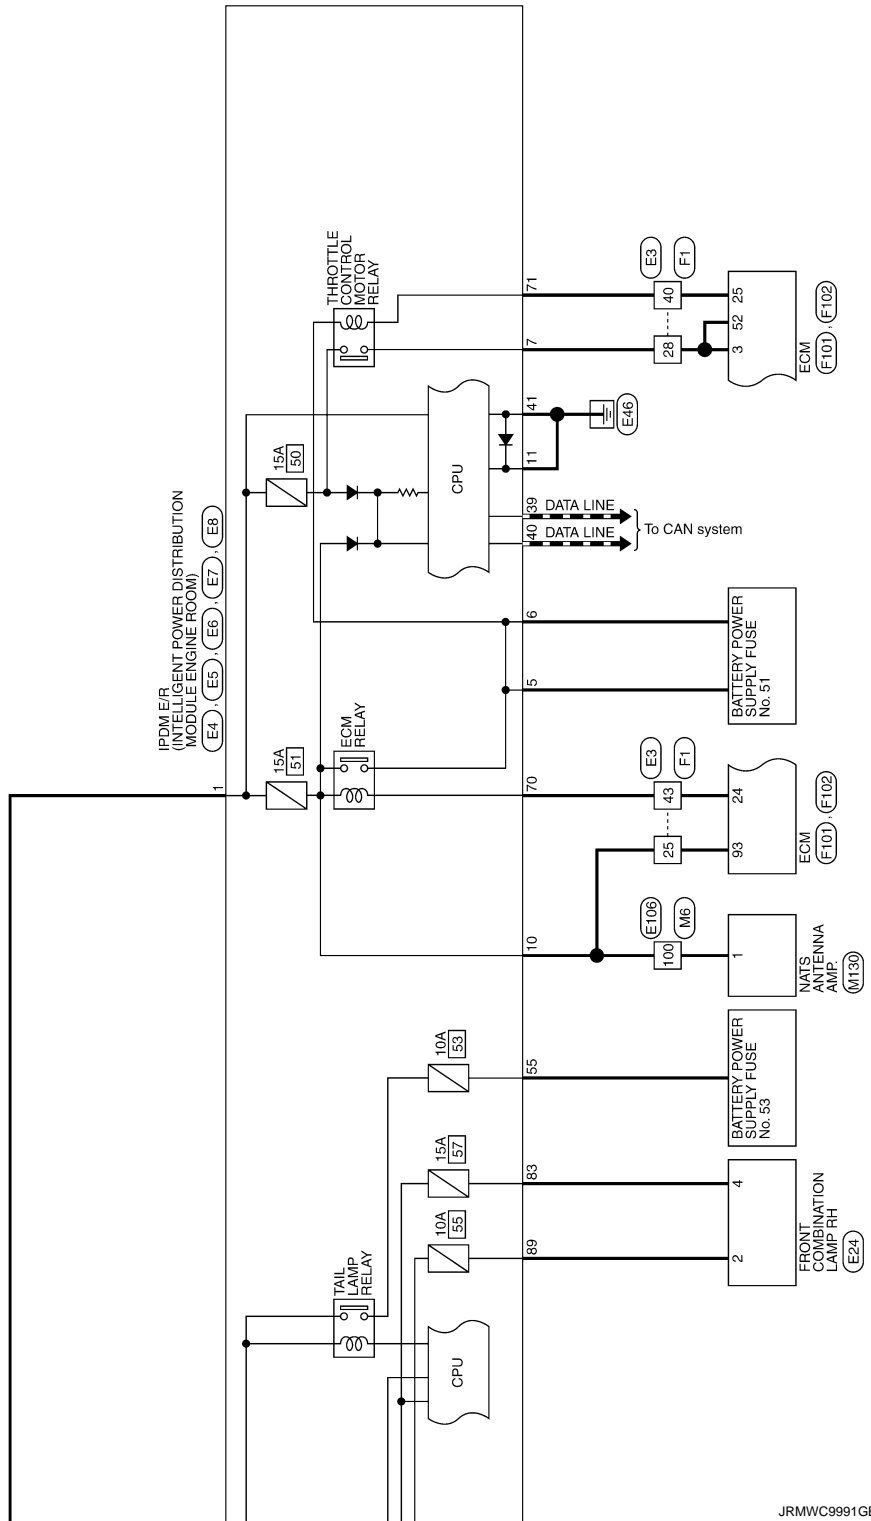 THROTTLE
CONTROL
MOTOR
RELAY
71
7
E3
F1
40
28
25
52
3
ECM
F101 , F102
CPU
41
11
E46
15A
50
39 DATA LINE
40 DATA LINE
To CAN system
IPDM E/R
(INTELLIGENT POWER DISTRIBUTION
MODULE ENGINE ROOM)
E4 , E5 , E6 , E7 , E8
6
5
BATTERY POWER
SUPPLY FUSE
No. 51
ECM
RELAY
15A
51
1
70
E3
F1
43
25
24
93
ECM
F101 , F102
10
E106
M6
100
1
NATS
ANTENNA
AMP.
M130
10A
53
55
BATTERY POWER
SUPPLY FUSE
No. 53
15A
57
83
4
10A
55
89
2
FRONT
COMBINATION
LAMP RH
E24
TAIL
LAMP
RELAY
CPU
JRMWC9991GE